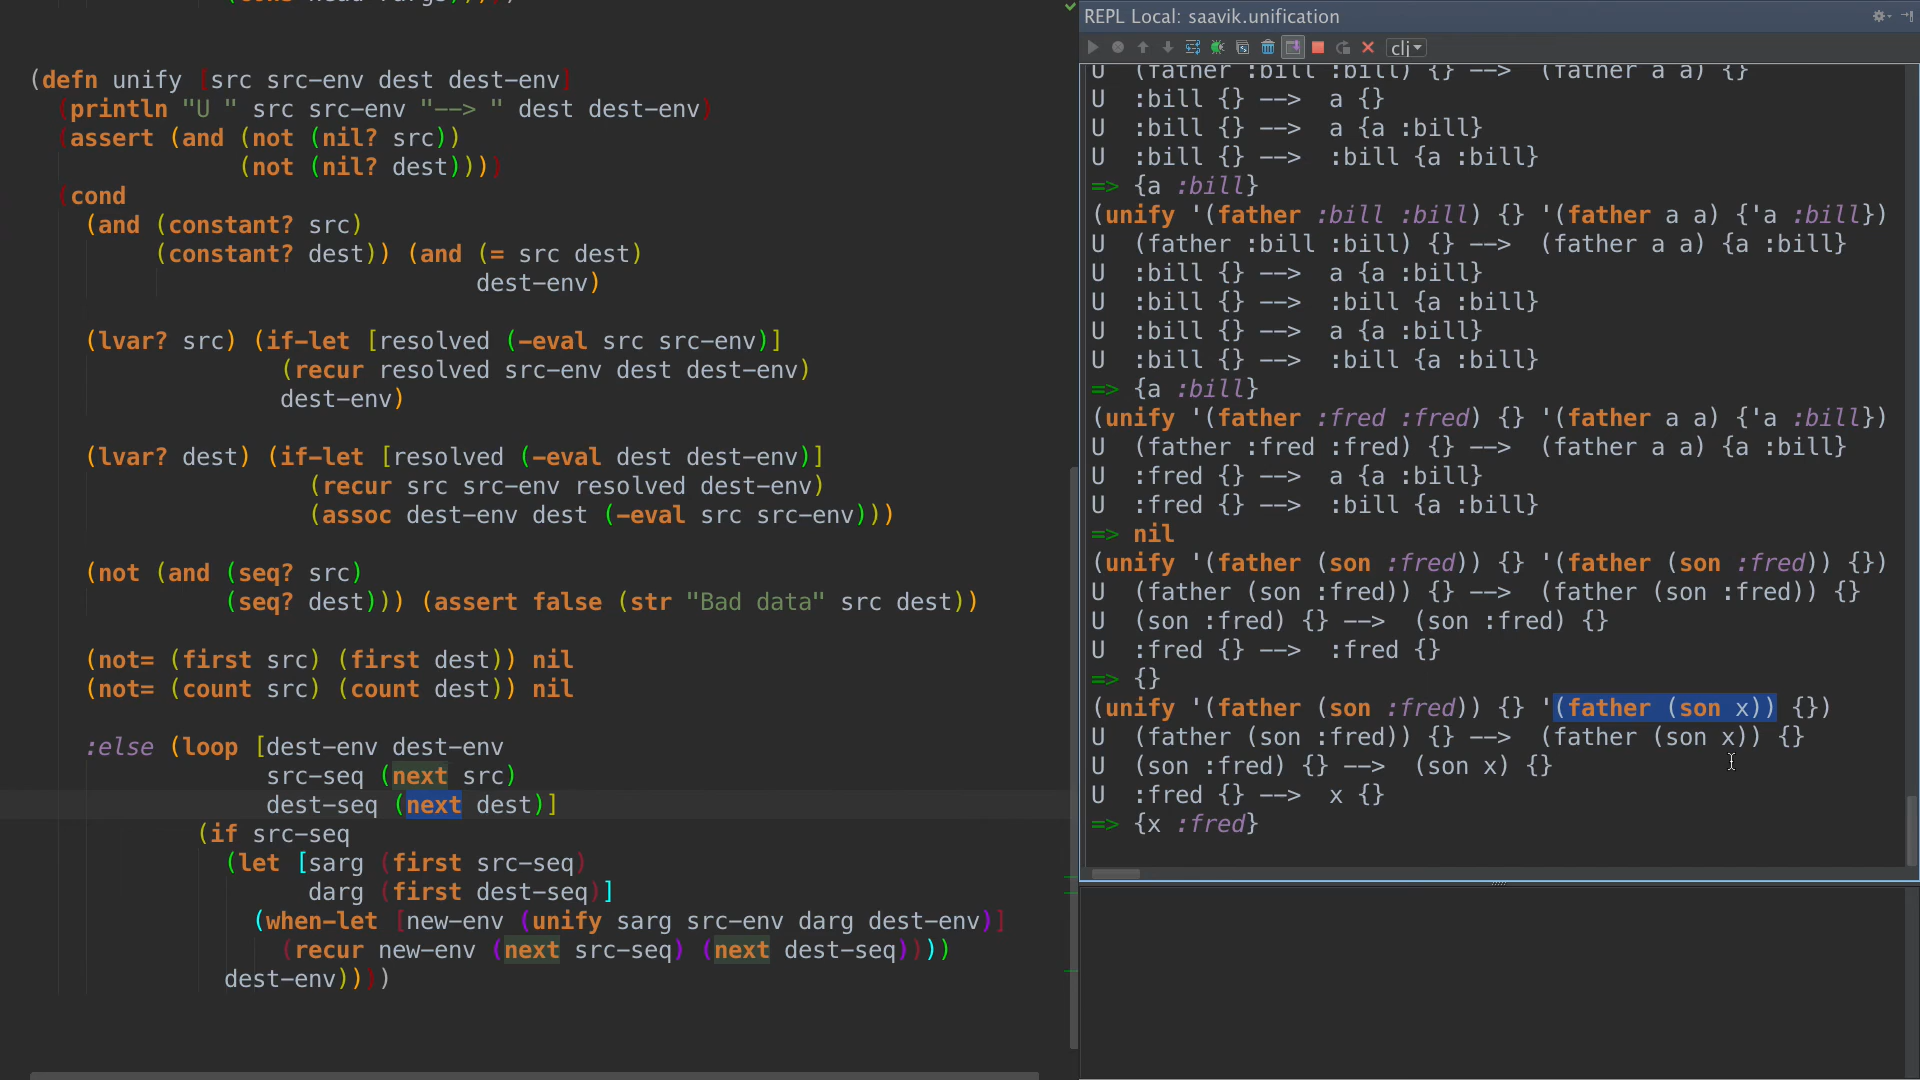 (defn unify [src src-env dest dest-env]
(println "U " src src-env "--> " dest dest-env)
(assert (and (not (nil? src))
(not (nil? dest))))
(cond
(and (constant? src)
(constant? dest)) (and (= src dest)
dest-env)
(lvar? src) (if-let [resolved (-eval src src-env)]
(recur resolved src-env dest dest-env)
dest-env)
(lvar? dest) (if-let [resolved (-eval dest dest-env)]
(recur src src-env resolved dest-env)
(assoc dest-env dest (-eval src src-env)))
(not (and (seq? src)
(seq? dest))) (assert false (str "Bad data" src dest))
(not= (first src) (first dest)) nil
(not= (count src) (count dest)) nil
:else (loop [dest-env dest-env
src-seq (next src)
dest-seq (next dest)]
(if src-seq
(let [sarg (first src-seq)
darg (first dest-seq)]
(when-let [new-env (unify sarg src-env darg dest-env)]
(recur new-env (next src-seq) (next dest-seq))))
dest-env))))
REPL Local: saavik.unification
clj
U  (father :bill :bill) {} -->  (father a a) {}
U  :bill {} -->  a {}
U  :bill {} -->  a {a :bill}
U  :bill {} -->  :bill {a :bill}
=> {a :bill}
(unify '(father :bill :bill) {} '(father a a) {'a :bill})
U  (father :bill :bill) {} -->  (father a a) {a :bill}
U  :bill {} -->  a {a :bill}
U  :bill {} -->  :bill {a :bill}
U  :bill {} -->  a {a :bill}
U  :bill {} -->  :bill {a :bill}
=> {a :bill}
(unify '(father :fred :fred) {} '(father a a) {'a :bill})
U  (father :fred :fred) {} -->  (father a a) {a :bill}
U  :fred {} -->  a {a :bill}
U  :fred {} -->  :bill {a :bill}
=> nil
(unify '(father (son :fred)) {} '(father (son :fred)) {})
U  (father (son :fred)) {} -->  (father (son :fred)) {}
U  (son :fred) {} -->  (son :fred) {}
U  :fred {} -->  :fred {}
=> {}
(unify '(father (son :fred)) {} '(father (son x)) {})
U  (father (son :fred)) {} -->  (father (son x)) {}
U  (son :fred) {} -->  (son x) {}
U  :fred {} -->  x {}
=> {x :fred}